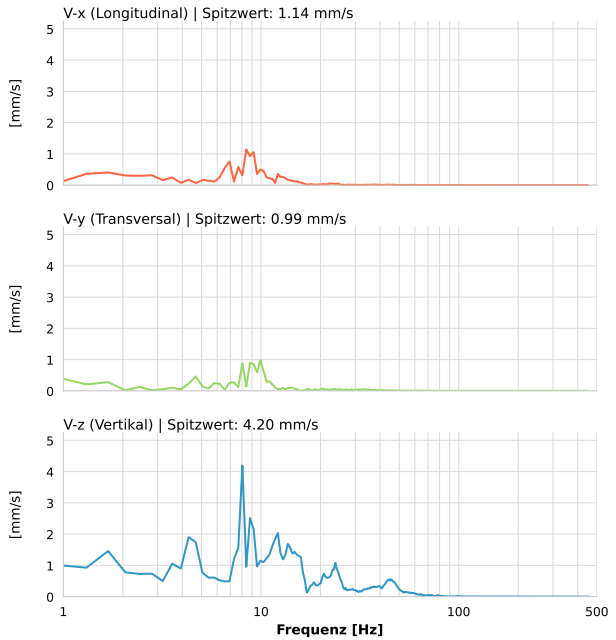 V-x (Longitudinal) | Spitzwert: 1.14 mm/s
5
4
3
2
1
0
[mm/s]
V-y (Transversal) | Spitzwert: 0.99 mm/s
5
4
3
2
1
0
[mm/s]
V-z (Vertikal) | Spitzwert: 4.20 mm/s
5
4
3
2
1
0
[mm/s]
1 10 100 500
Frequenz [Hz]